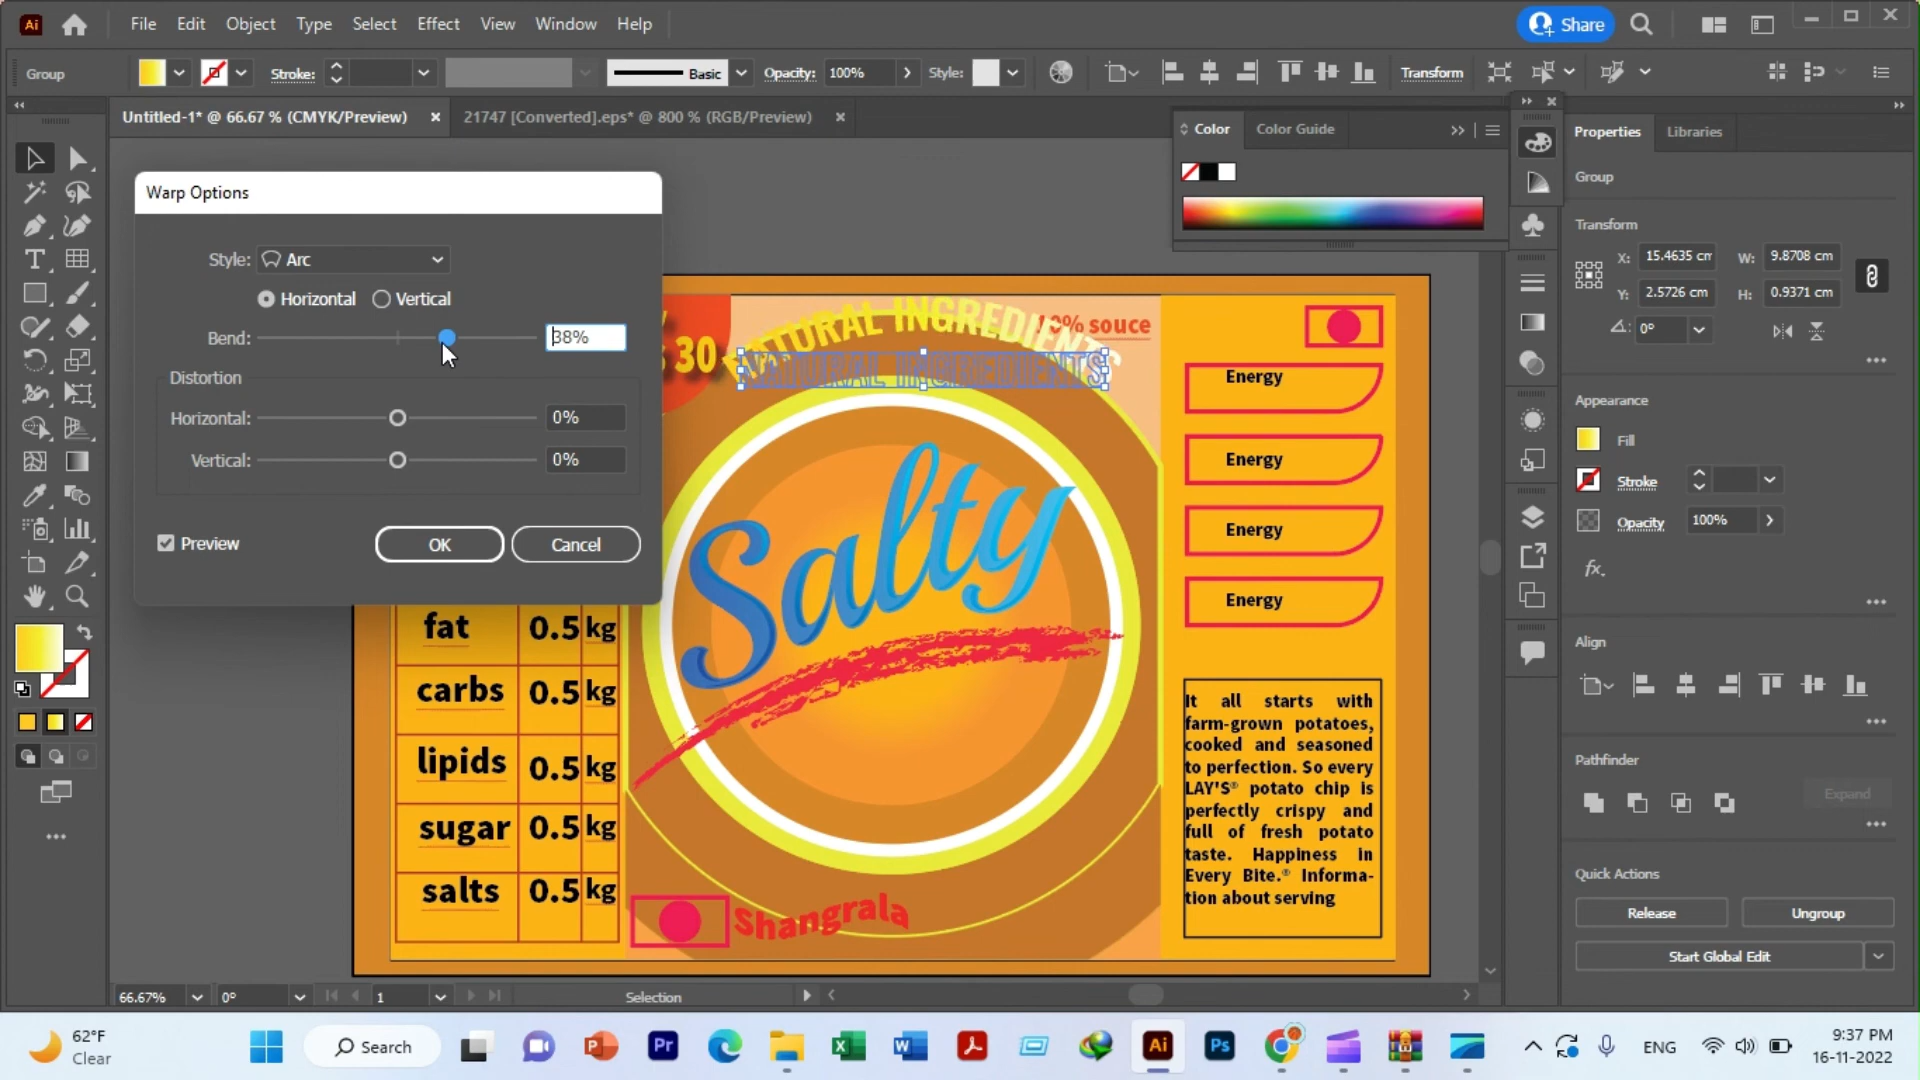 File Edit Object Type Select Effect View Window Help
Share
Group
Stroke:
Basic
Opacity: 100%
Style:
Transform
Untitled-1* @ 66.67 % (CMYK/Preview)
21747 [Converted].eps* @ 800 % (RGB/Preview)
Color
Color Guide
Properties
Libraries
Warp Options
Style: Arc
Horizontal Vertical
Bend: 38%
Distortion
Horizontal: 0%
Vertical: 0%
Preview
OK
Cancel
NATURAL INGREDIENTS
NATURAL INGREDIENTS
% souce
30
Salty
Energy
Energy
Energy
Energy
fat 0.5 kg
carbs 0.5 kg
lipids 0.5 kg
sugar 0.5 kg
salts 0.5 kg
Shangrala
It all starts with
farm-grown potatoes,
cooked and seasoned
to perfection. So every
LAY'S® potato chip is
perfectly crispy and
full of fresh potato
taste. Happiness in
Every Bite.® Informa-
tion about serving
Group
Transform
X: 15.4635 cm W: 9.8708 cm
Y: 2.5726 cm H: 0.9371 cm
0°
Appearance
Fill
Stroke
Opacity 100%
fx.
Align
Pathfinder
Expand
Quick Actions
Release
Ungroup
Start Global Edit
66.67% 0° 1 Selection
62°F
Clear
Search
ENG
9:37 PM
16-11-2022